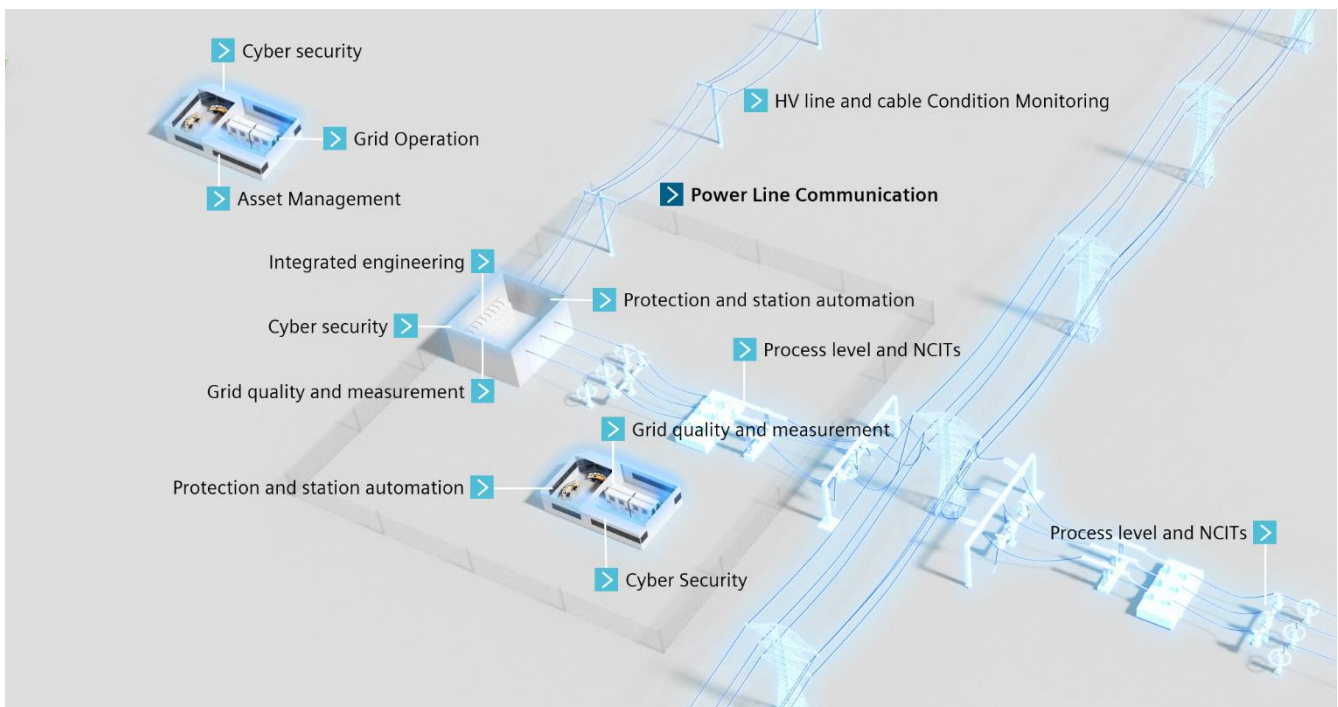 Cyber security
HV line and cable Condition Monitoring
Grid Operation
Asset Management
Power Line Communication
Integrated engineering
Protection and station automation
Cyber security
Process level and NCITs
Grid quality and measurement
Grid quality and measurement
Protection and station automation
Process level and NCITs
Cyber Security